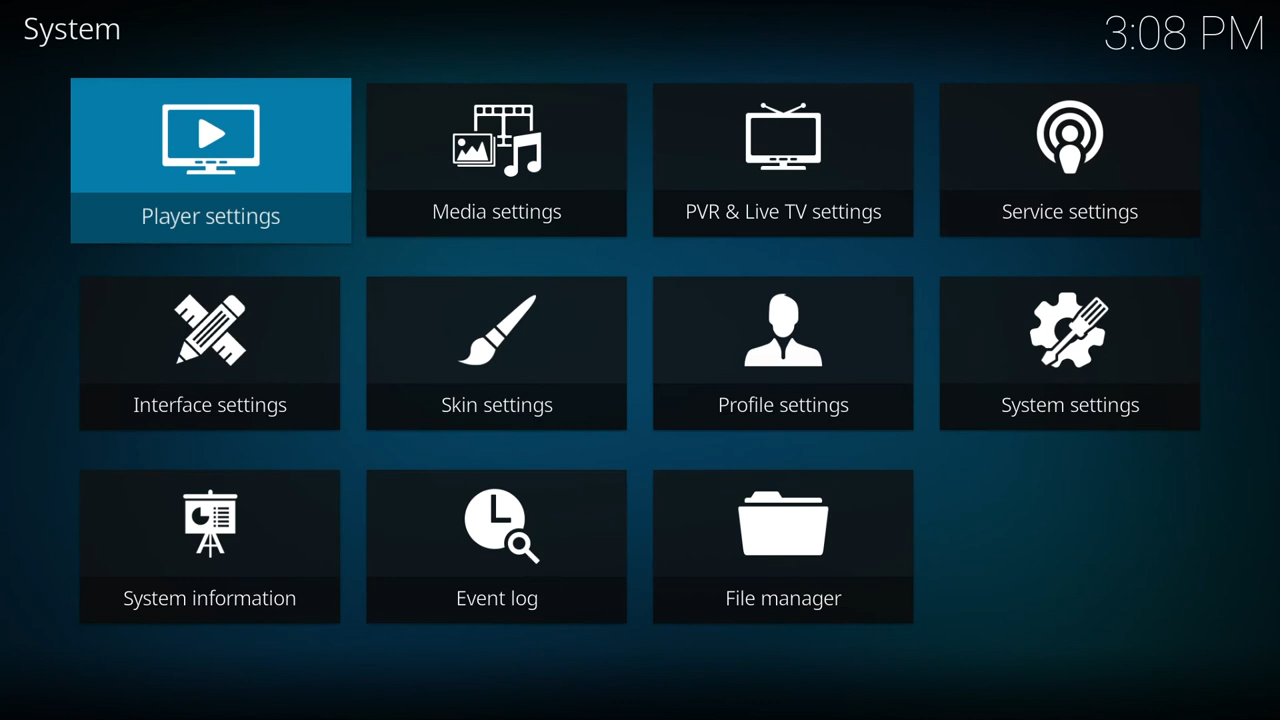 System
3:08 PM
Player settings
Media settings
PVR & Live TV settings
Service settings
Interface settings
Skin settings
Profile settings
System settings
System information
Event log
File manager